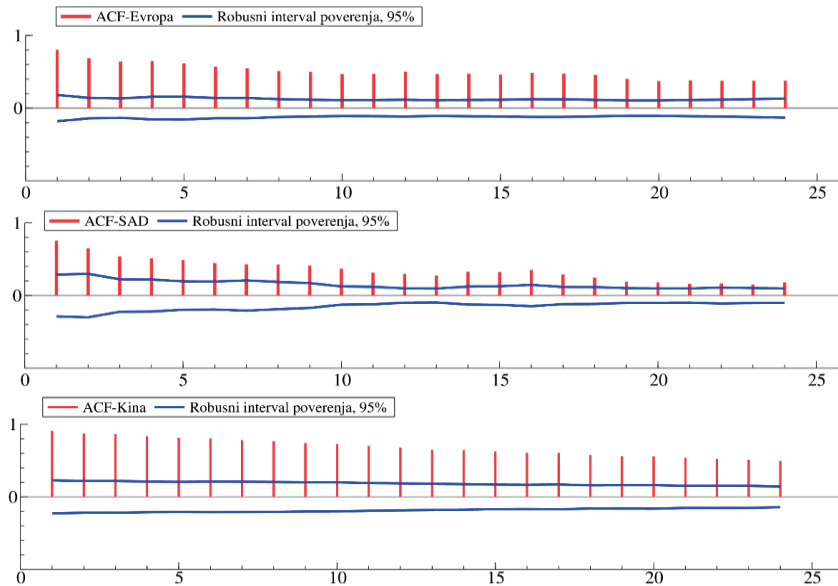 ACF-Evropa Robusni interval poverenja, 95%
1
0
0 5 10 15 20 25
ACF-SAD Robusni interval poverenja, 95%
1
0
0 5 10 15 20 25
ACF-Kina Robusni interval poverenja, 95%
1
0
0 5 10 15 20 25